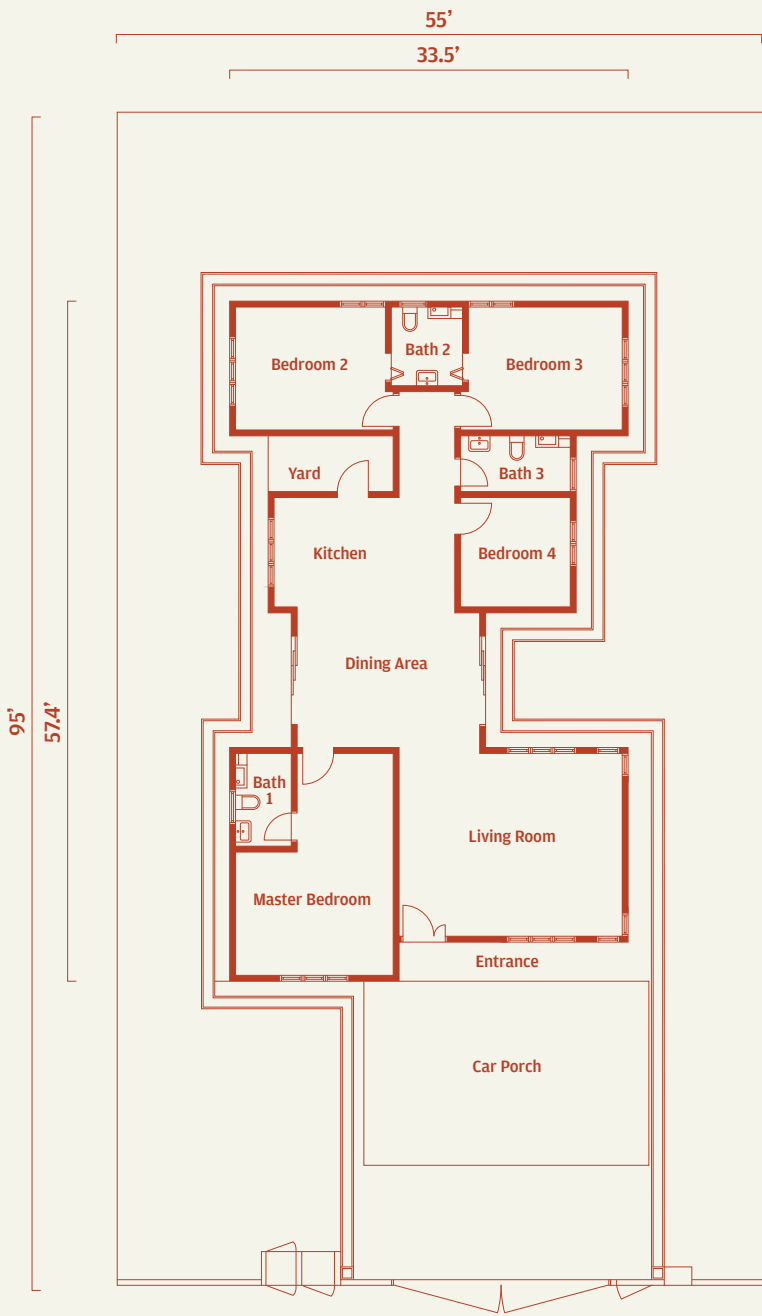 55’
33.5’
95’
57.4’
Bedroom 2
Bath 2
Bedroom 3
Yard
Bath 3
Kitchen
Bedroom 4
Dining Area
Bath
1
Living Room
Master Bedroom
Entrance
Car Porch